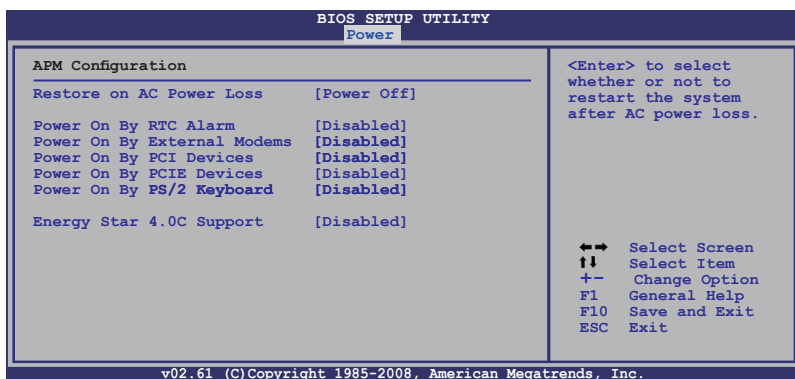 BIOS SETUP UTILITY
Power
APM Configuration
Restore on AC Power Loss [Power Off]
Power On By RTC Alarm [Disabled]
Power On By External Modems [Disabled]
Power On By PCI Devices [Disabled]
Power On By PCIE Devices [Disabled]
Power On By PS/2 Keyboard [Disabled]
Energy Star 4.0C Support [Disabled]
<Enter> to select
whether or not to
restart the system
after AC power loss.
←→ Select Screen
↑↓ Select Item
+- Change Option
F1 General Help
F10 Save and Exit
ESC Exit
v02.61 (C)Copyright 1985-2008, American Megatrends, Inc.